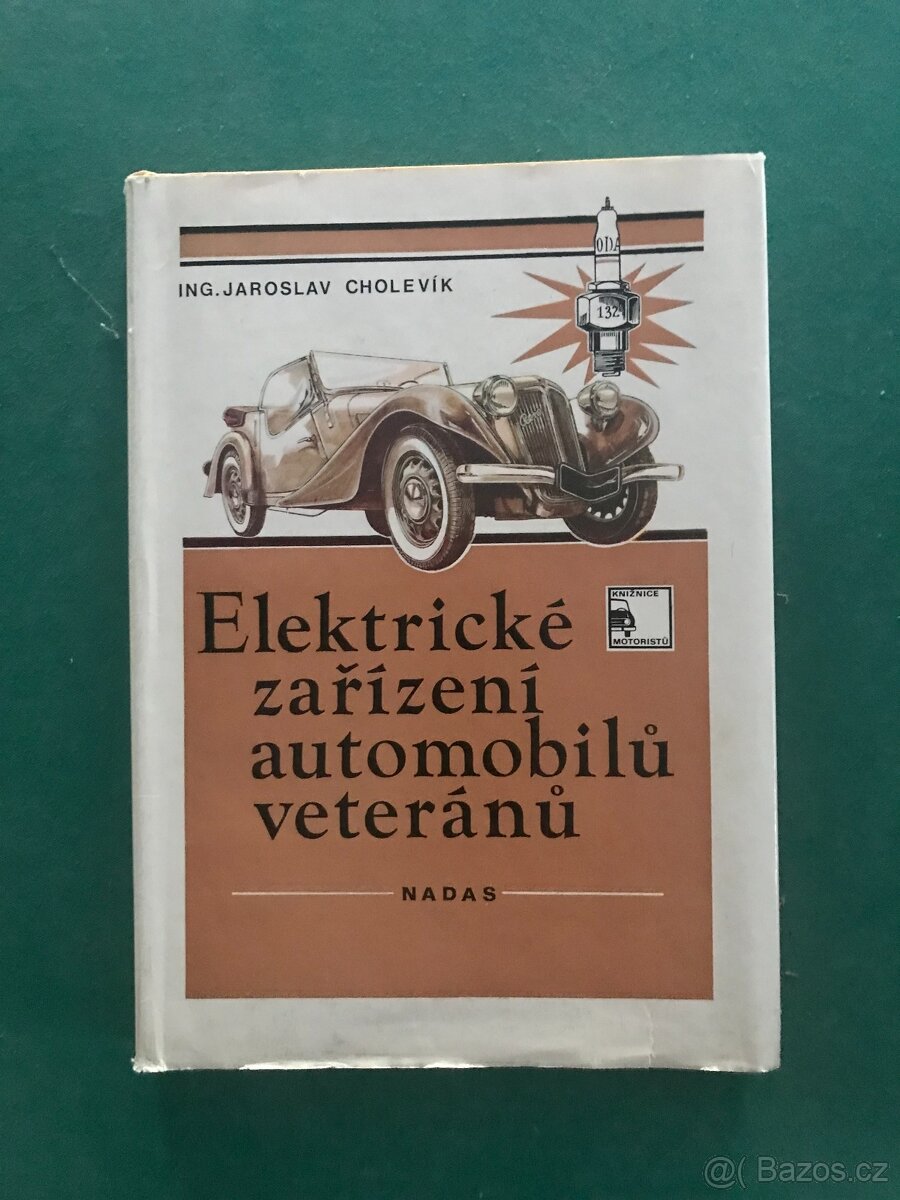 ING. JAROSLAV CHOLEVÍK
ODA
132
Elektrické
zařízení
automobilů
veteránů
KNIŽNICE
MOTORISTŮ
NADAS
@( Bazos.cz